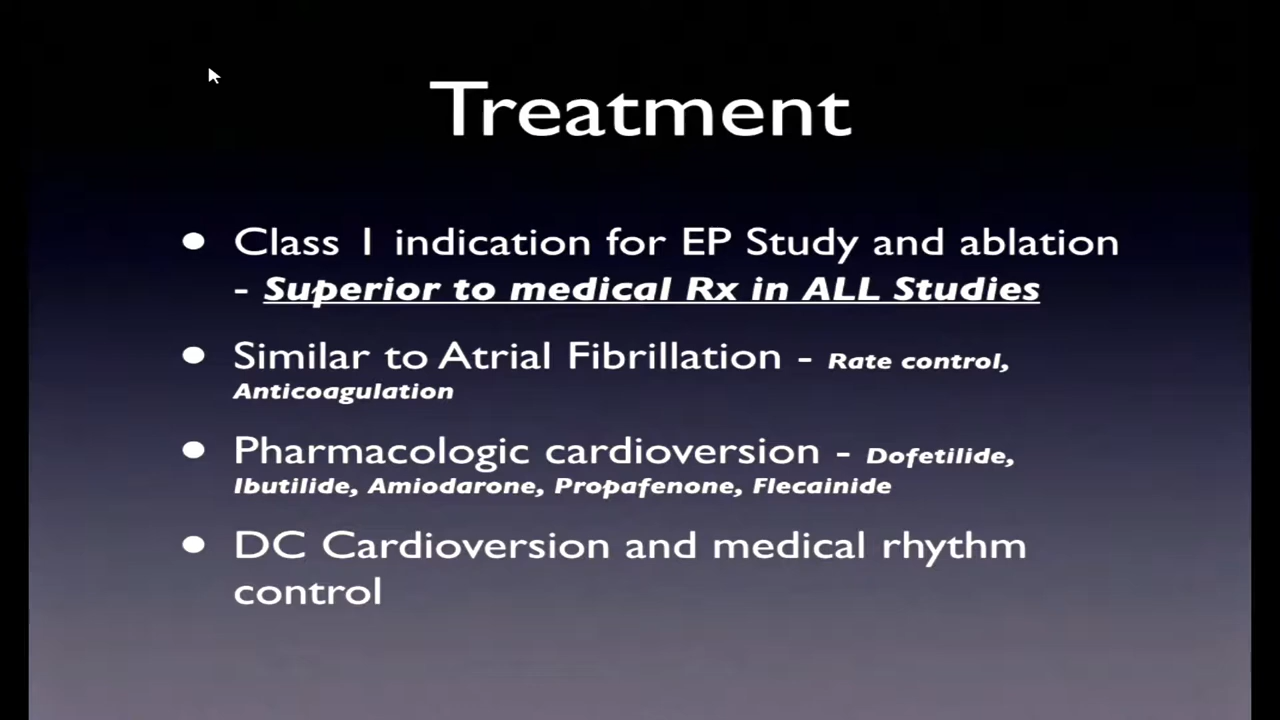 Treatment
• Class 1 indication for EP Study and ablation
- Superior to medical Rx in ALL Studies
• Similar to Atrial Fibrillation - Rate control,
Anticoagulation
• Pharmacologic cardioversion - Dofetilide,
Ibutilide, Amiodarone, Propafenone, Flecainide
• DC Cardioversion and medical rhythm
control